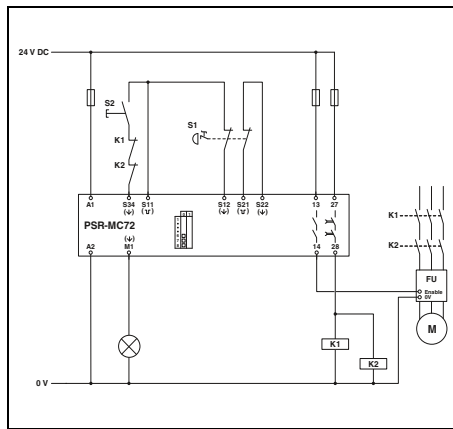 24 V DC
S2
S1
K1
K2
A1
S34
S11
S12
S21
S22
13
27
PSR-MC72
A2
M1
14
28
K1
K2
FU
Enable
0V
M
K1
K2
0 V